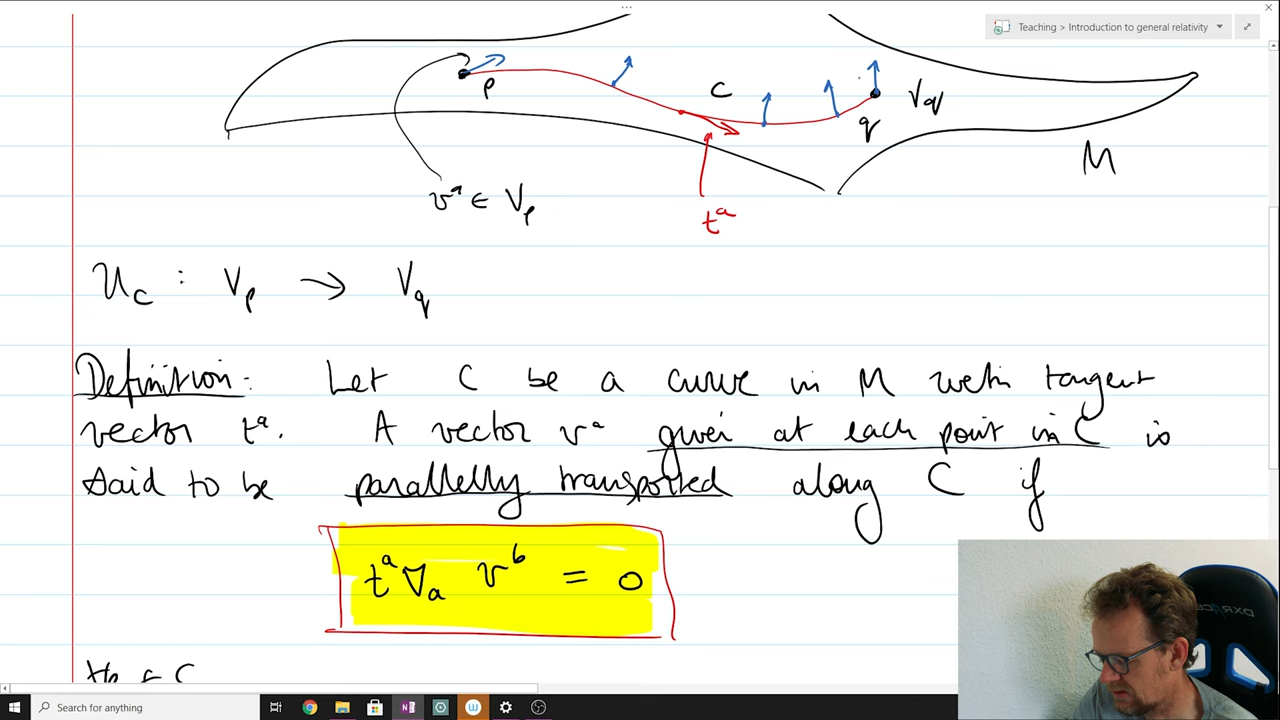 Teaching > Introduction to general relativity
p
C
q
V_q
M
v^a ∈ V_p
t^a
U_C : V_p → V_q
Definition: Let C be a curve in M with tangent
vector t^a. A vector v^a given at each point in C is
said to be parallelly transported along C if
t^a ∇_a v^b = 0
DXRACE
Search for anything